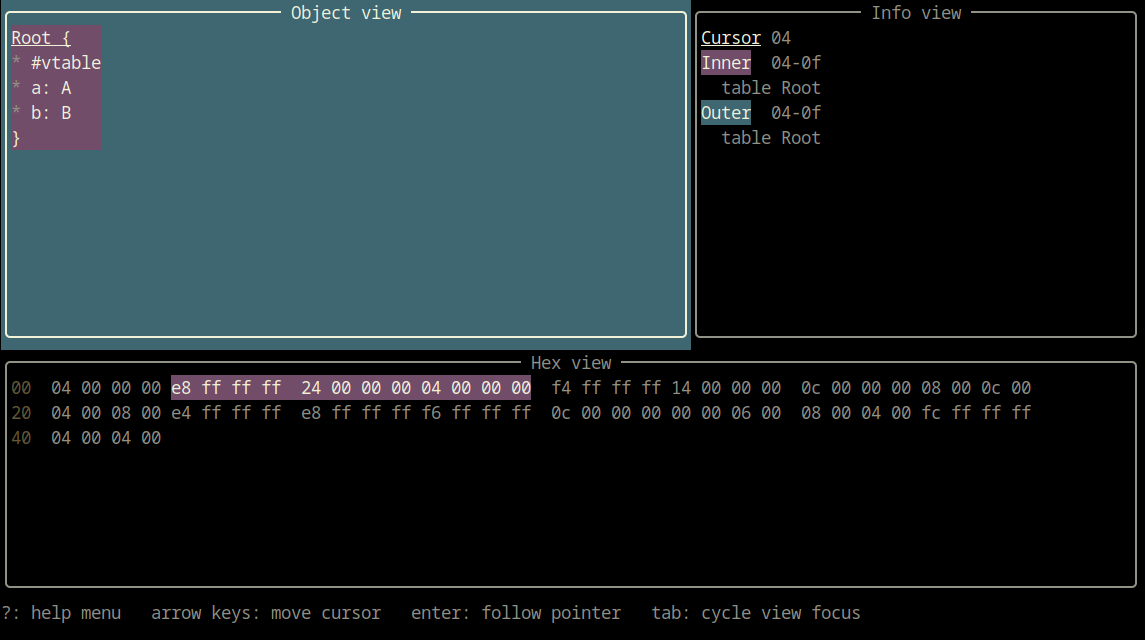 Object view
Root {
* #vtable
* a: A
* b: B
}
Info view
Cursor 04
Inner  04-0f
table Root
Outer  04-0f
table Root
Hex view
00  04 00 00 00 e8 ff ff ff  24 00 00 00 04 00 00 00  f4 ff ff ff 14 00 00 00  0c 00 00 00 08 00 0c 00
20  04 00 08 00 e4 ff ff ff  e8 ff ff ff f6 ff ff ff  0c 00 00 00 00 00 06 00  08 00 04 00 fc ff ff ff
40  04 00 04 00
?: help menu   arrow keys: move cursor   enter: follow pointer   tab: cycle view focus